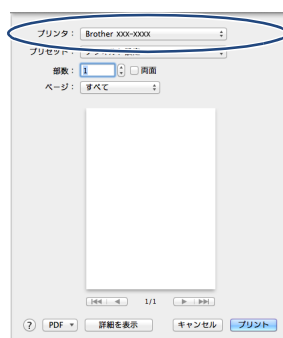 プリンタ： Brother XXX-XXXX
プリセット：
部数： 1 両面
ページ： すべて
1/1
? PDF 詳細を表示 キャンセル プリント